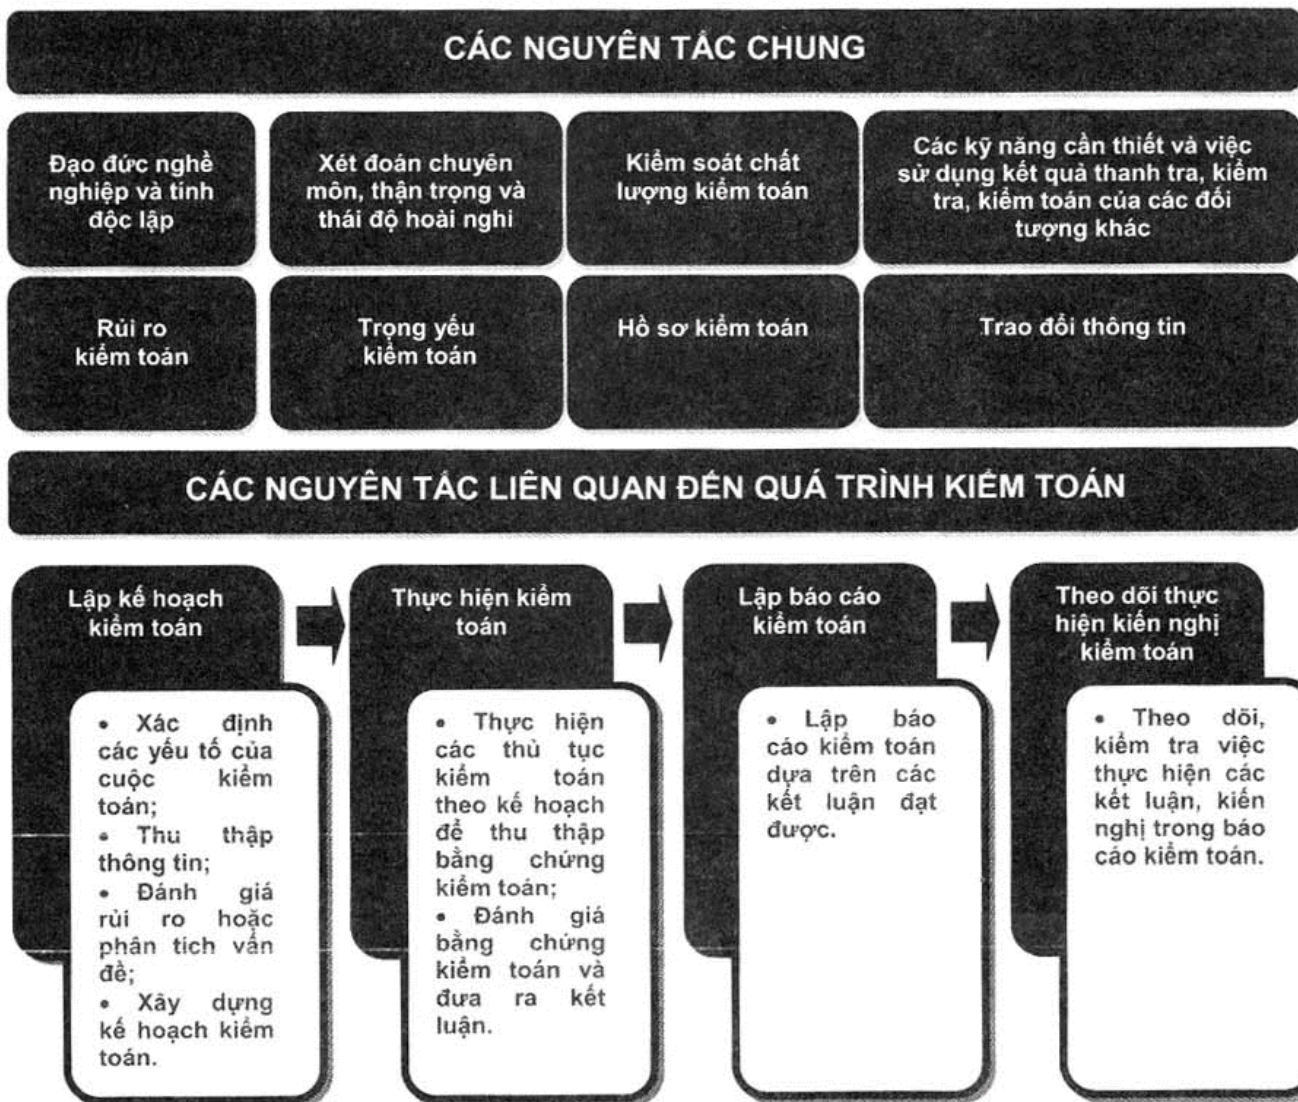 CÁC NGUYÊN TẮC CHUNG
Đạo đức nghề
nghiệp và tính
độc lập
Xét đoán chuyên
môn, thận trọng và
thái độ hoài nghi
Kiểm soát chất
lượng kiểm toán
Các kỹ năng cần thiết và việc
sử dụng kết quả thanh tra, kiểm
tra, kiểm toán của các đối
tượng khác
Rủi ro
kiểm toán
Trọng yếu
kiểm toán
Hồ sơ kiểm toán
Trao đổi thông tin
CÁC NGUYÊN TẮC LIÊN QUAN ĐẾN QUÁ TRÌNH KIỂM TOÁN
Lập kế hoạch
kiểm toán
• Xác định
các yếu tố của
cuộc kiểm
toán;
• Thu thập
thông tin;
• Đánh giá
rủi ro hoặc
phân tích vấn
đề;
• Xây dựng
kế hoạch kiểm
toán.
Thực hiện kiểm
toán
• Thực hiện
các thủ tục
kiểm toán
theo kế hoạch
để thu thập
bằng chứng
kiểm toán;
• Đánh giá
bằng chứng
kiểm toán và
đưa ra kết
luận.
Lập báo cáo
kiểm toán
• Lập báo
cáo kiểm toán
dựa trên các
kết luận đạt
được.
Theo dõi thực
hiện kiến nghị
kiểm toán
• Theo dõi,
kiểm tra việc
thực hiện các
kết luận, kiến
nghị trong báo
cáo kiểm toán.